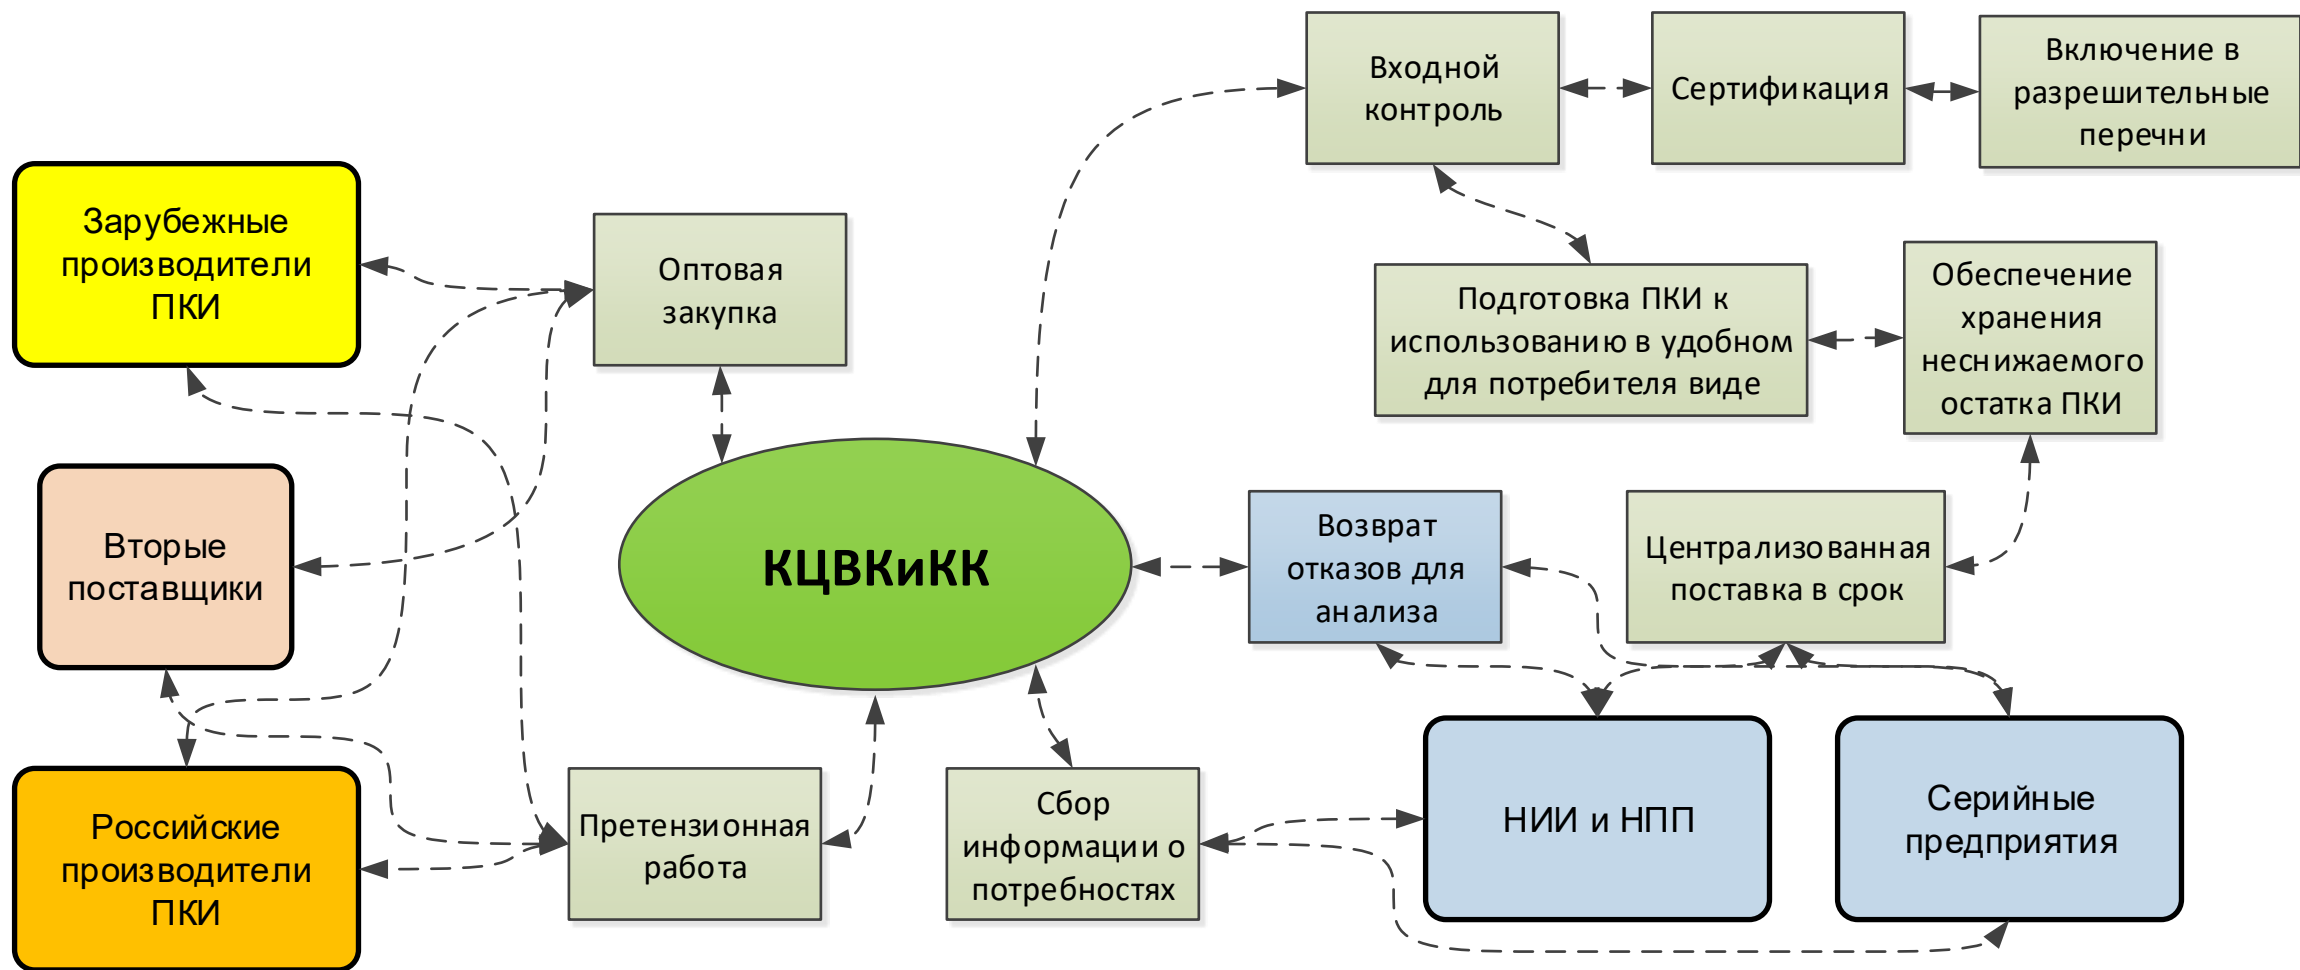 Входной
контроль
Сертификация
Включение в
разрешительные
перечни
Зарубежные
производители
ПКИ
Оптовая
закупка
Подготовка ПКИ к
использованию в удобном
для потребителя виде
Обеспечение
хранения
неснижаемого
остатка ПКИ
Вторые
поставщики
КЦВКиКК
Возврат
отказов для
анализа
Централизованная
поставка в срок
Российские
производители
ПКИ
Претензионная
работа
Сбор
информации о
потребностях
НИИ и НПП
Серийные
предприятия